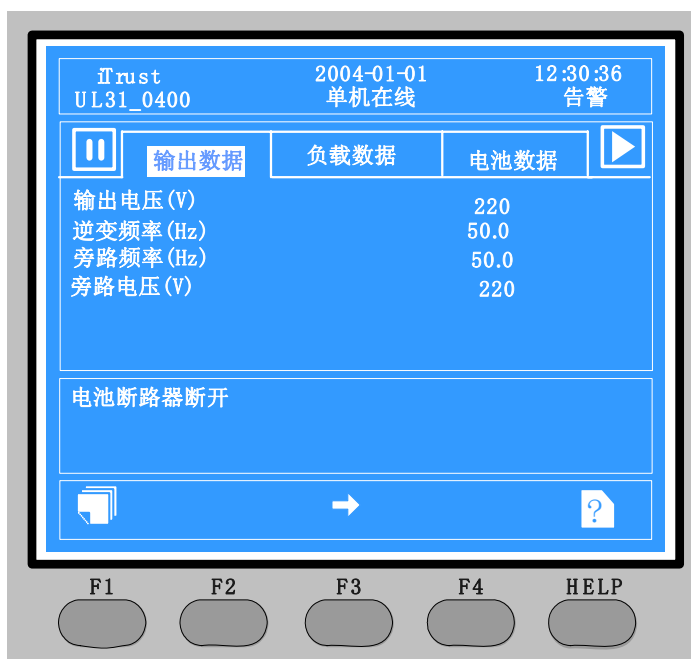 iTrust 2004-01-01 12:30:36
UL31_0400 单机在线 告警
输出数据 负载数据 电池数据
输出电压(V) 220
逆变频率(Hz) 50.0
旁路频率(Hz) 50.0
旁路电压(V) 220
电池断路器断开
?
F1 F2 F3 F4 HELP